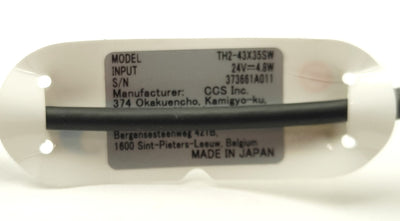 MODEL TH2-43X35SW
INPUT 24V⎓4.8W
S/N 373661A011
Manufacturer: CCS Inc.
374 Okakuencho, Kamigyo-ku,
Bergensesteenweg 421B,
1600 Sint-Pieters-Leeuw, Belgium
MADE IN JAPAN